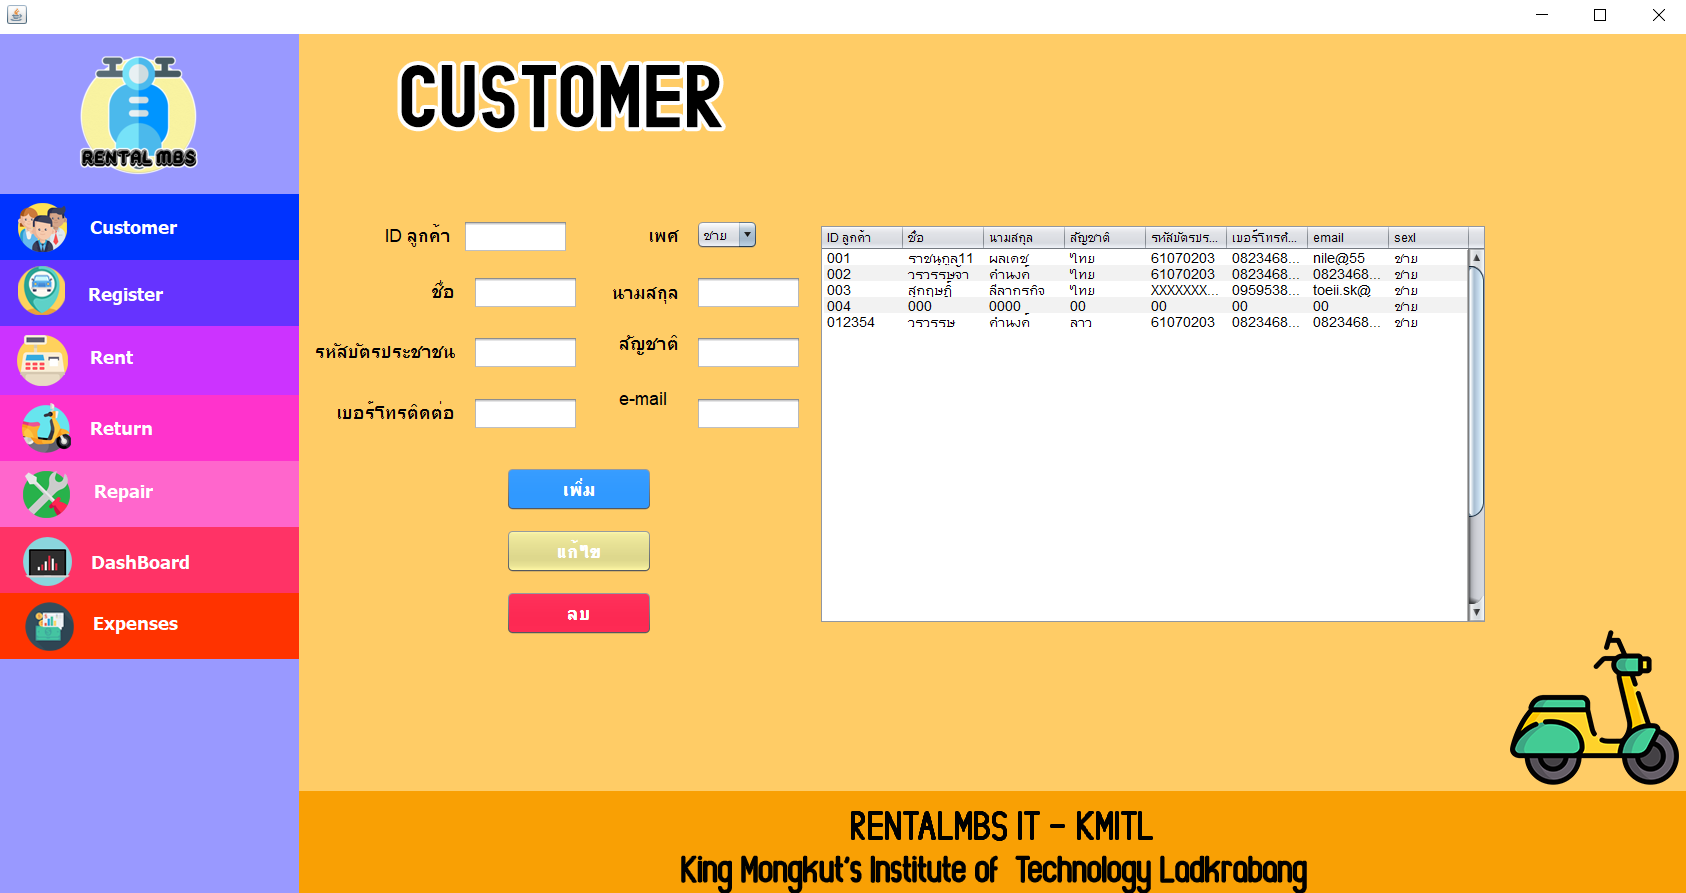 RENTAL MBS
Customer
Register
Rent
Return
Repair
DashBoard
Expenses
CUSTOMER
ID ลูกค้า
เพศ ชาย
ชื่อ
นามสกุล
รหัสบัตรประชาชน
สัญชาติ
เบอร์โทรติดต่อ
e-mail
เพิ่ม
แก้ไข
ลบ
ID ลูกค้า ชื่อ นามสกุล สัญชาติ รหัสบัตรปร... เบอร์โทรศั... email sexl
001 ราชนกูล11 ผลเดช ไทย 61070203 0823468... nile@55 ชาย
002 วรวรรษจ้า ดำนงค์ ไทย 61070203 0823468... 0823468... ชาย
003 สุกฤษฎิ์ ลีลากรกิจ ไทย XXXXXXX... 0959538... toeii.sk@ ชาย
004 000 0000 00 00 00 00 ชาย
012354 วรวรรษ ดำนงค์ ลาว 61070203 0823468... 0823468... ชาย
RENTALMBS IT - KMITL
King Mongkut's Institute of Technology Ladkrabang